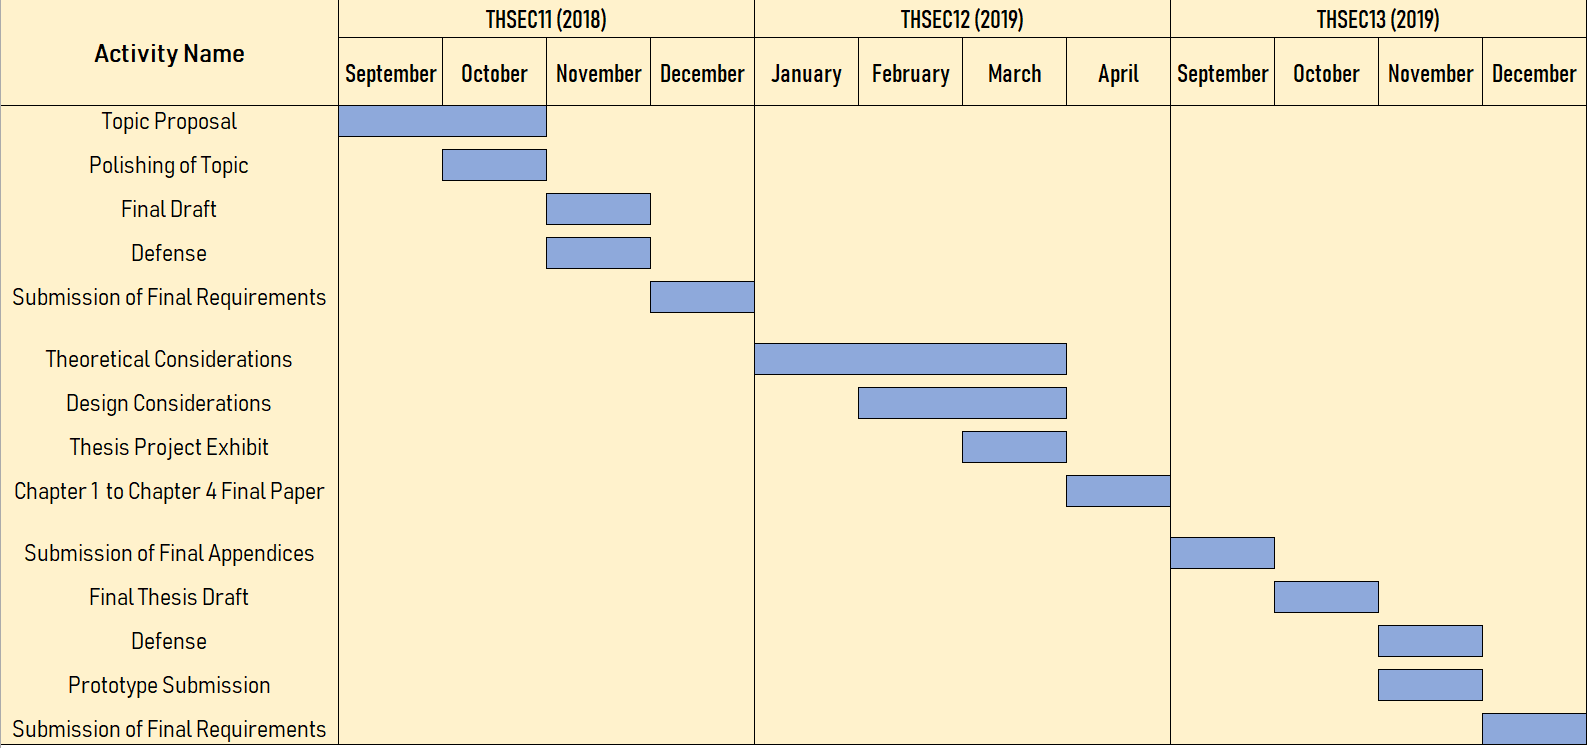 THSEC11 (2018) THSEC12 (2019) THSEC13 (2019)
Activity Name
September October November December January February March April September October November December
Topic Proposal
Polishing of Topic
Final Draft
Defense
Submission of Final Requirements
Theoretical Considerations
Design Considerations
Thesis Project Exhibit
Chapter 1 to Chapter 4 Final Paper
Submission of Final Appendices
Final Thesis Draft
Defense
Prototype Submission
Submission of Final Requirements